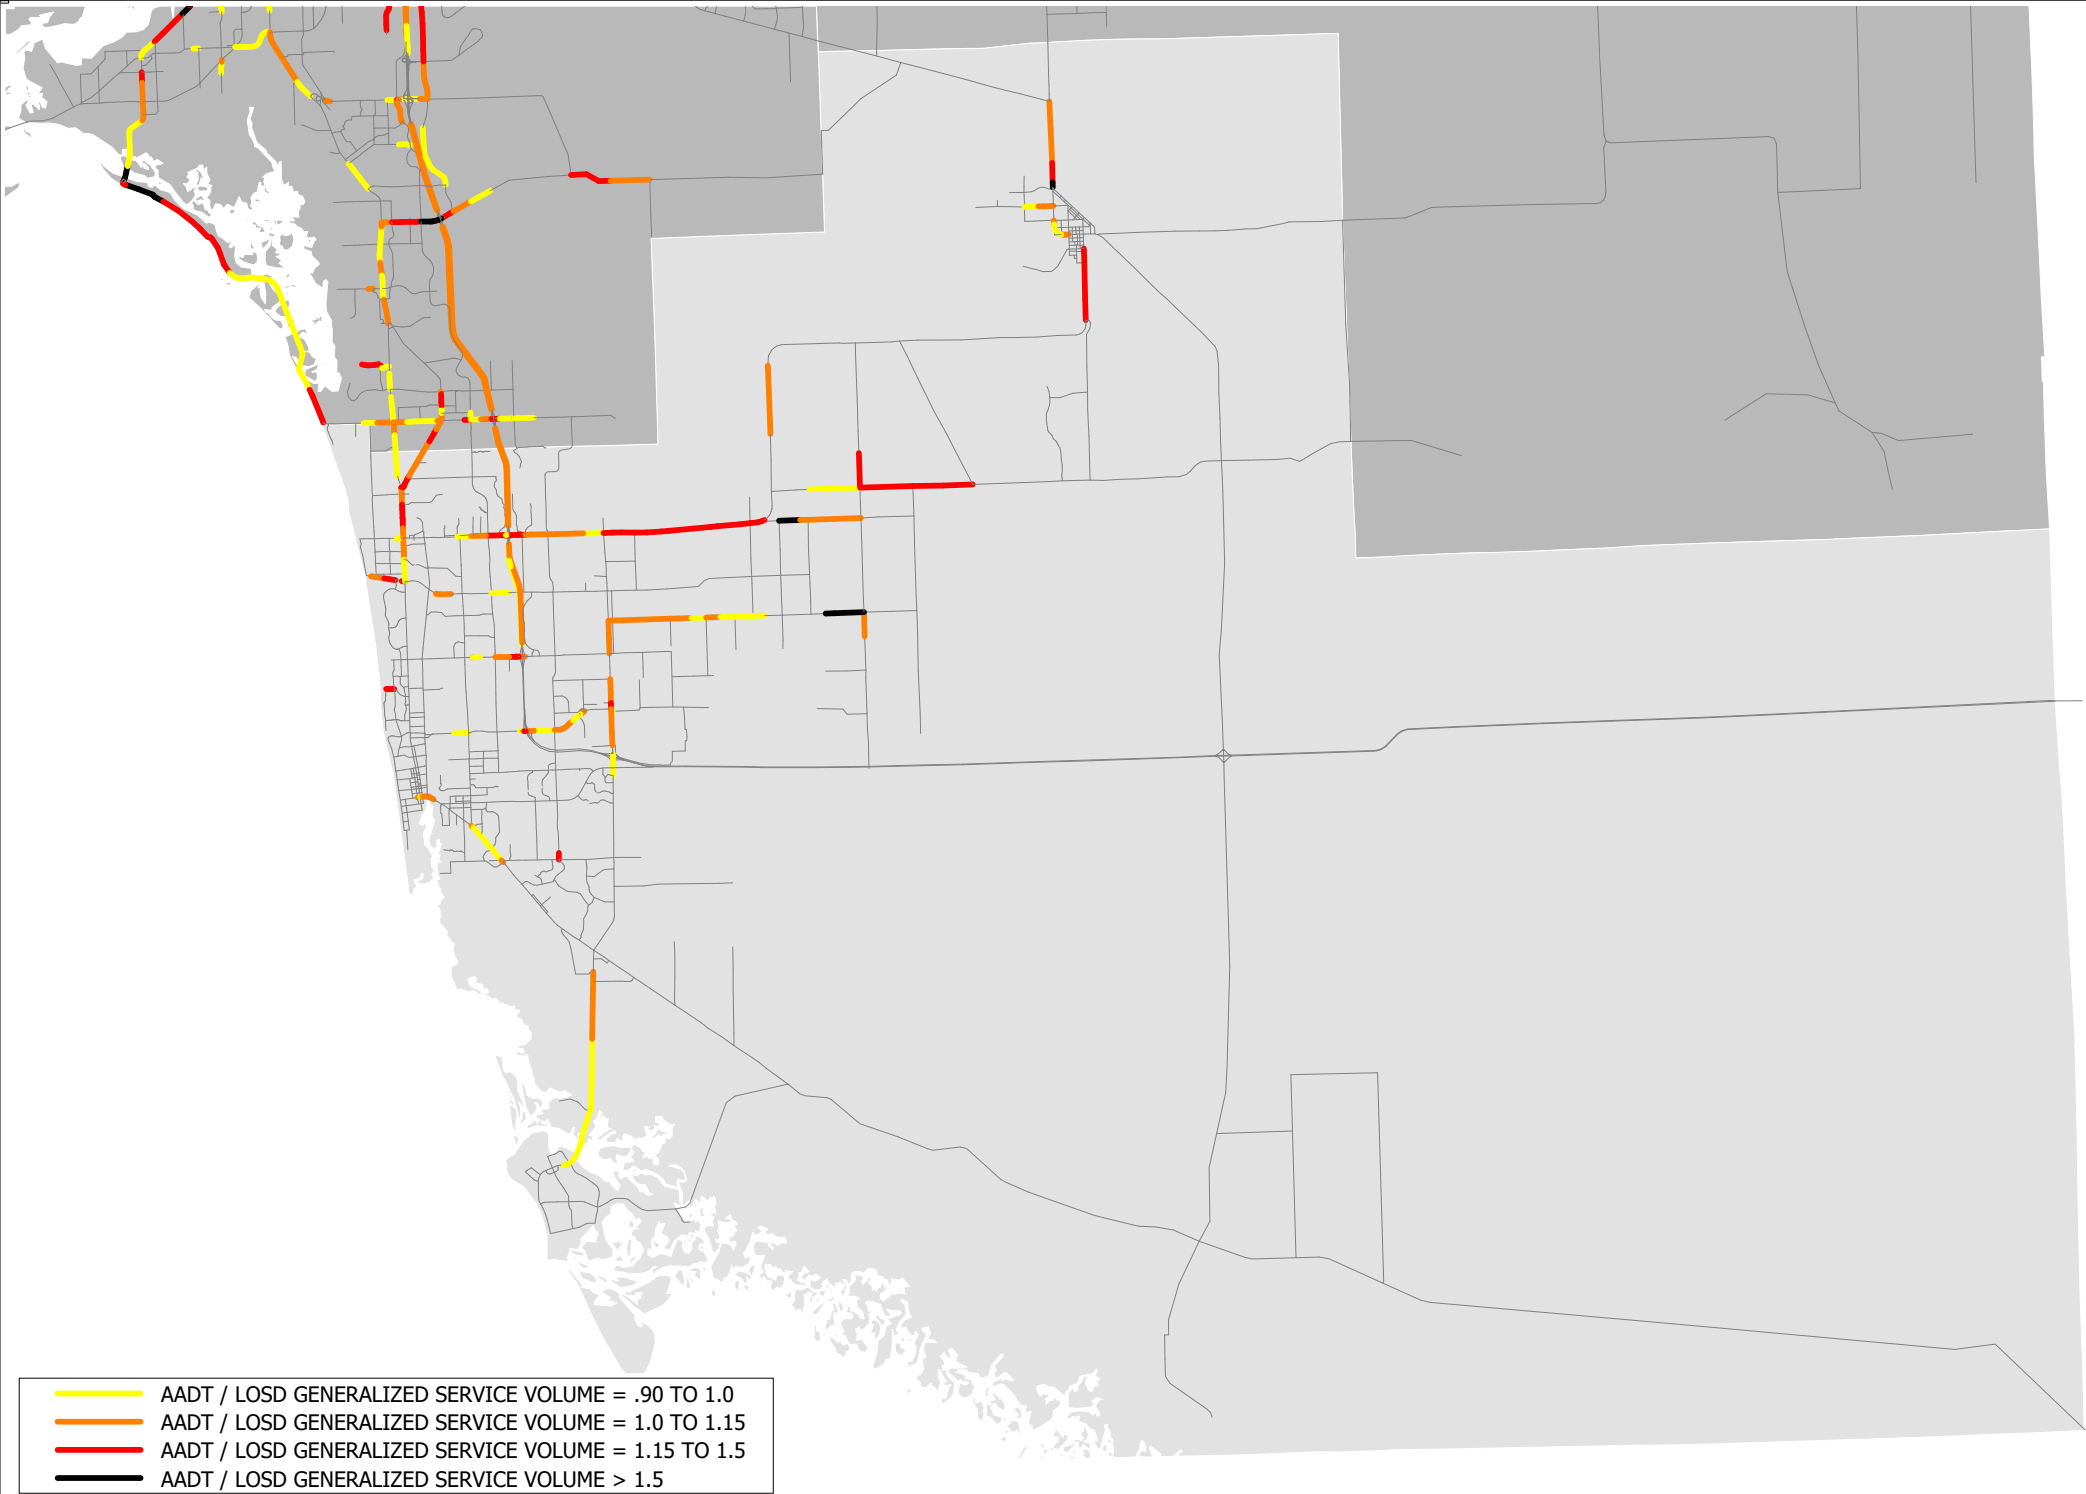 AADT / LOSD GENERALIZED SERVICE VOLUME = .90 TO 1.0
AADT / LOSD GENERALIZED SERVICE VOLUME = 1.0 TO 1.15
AADT / LOSD GENERALIZED SERVICE VOLUME = 1.15 TO 1.5
AADT / LOSD GENERALIZED SERVICE VOLUME > 1.5